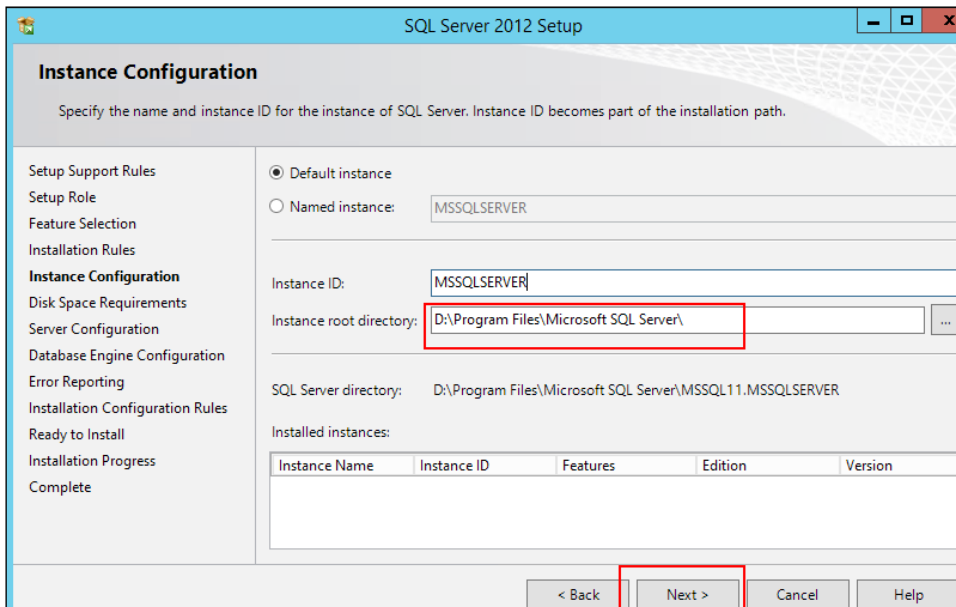 SQL Server 2012 Setup
x
Instance Configuration
Specify the name and instance ID for the instance of SQL Server. Instance ID becomes part of the installation path.
Setup Support Rules
Setup Role
Feature Selection
Installation Rules
Instance Configuration
Disk Space Requirements
Server Configuration
Database Engine Configuration
Error Reporting
Installation Configuration Rules
Ready to Install
Installation Progress
Complete
Default instance
Named instance: MSSQLSERVER
Instance ID: MSSQLSERVER
Instance root directory: D:\Program Files\Microsoft SQL Server\ ...
SQL Server directory: D:\Program Files\Microsoft SQL Server\MSSQL11.MSSQLSERVER
Installed instances:
Instance Name Instance ID Features Edition Version
< Back Next > Cancel Help